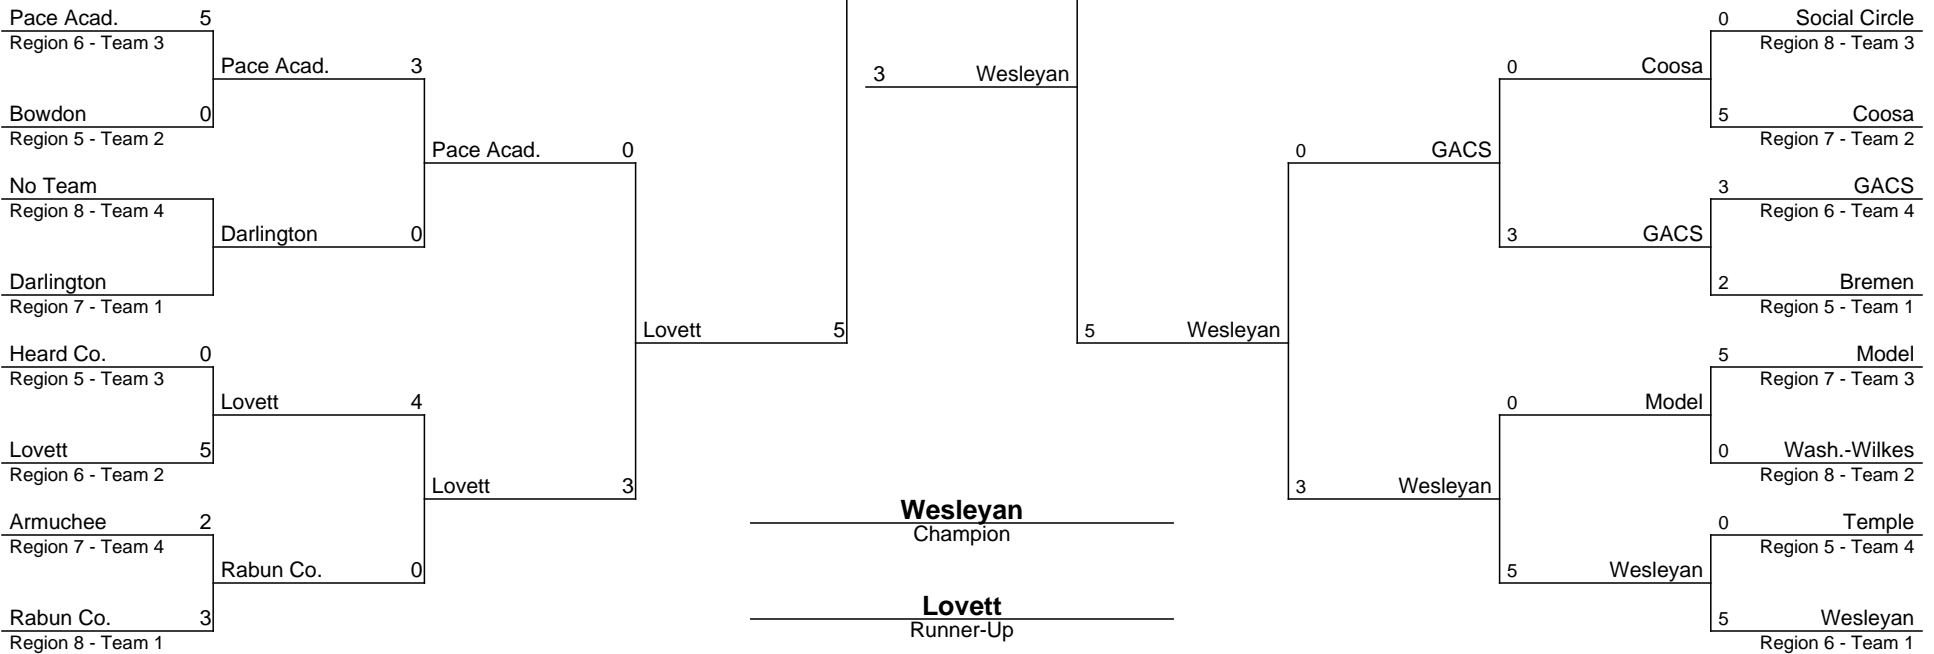 Pace Acad. 5
Region 6 - Team 3
Pace Acad. 3
Bowdon 0
Region 5 - Team 2
Pace Acad. 0
No Team
Region 8 - Team 4
Darlington 0
Darlington
Region 7 - Team 1
Lovett 5
Heard Co. 0
Region 5 - Team 3
Lovett 4
Lovett 5
Region 6 - Team 2
Lovett 3
Armuchee 2
Region 7 - Team 4
Rabun Co. 0
Rabun Co. 3
Region 8 - Team 1
3 Wesleyan
Wesleyan
Champion
Lovett
Runner-Up
0 Social Circle
Region 8 - Team 3
0 Coosa
5 Coosa
Region 7 - Team 2
0 GACS
3 GACS
Region 6 - Team 4
3 GACS
2 Bremen
Region 5 - Team 1
5 Wesleyan
5 Model
Region 7 - Team 3
0 Model
0 Wash.-Wilkes
Region 8 - Team 2
3 Wesleyan
0 Temple
Region 5 - Team 4
5 Wesleyan
5 Wesleyan
Region 6 - Team 1